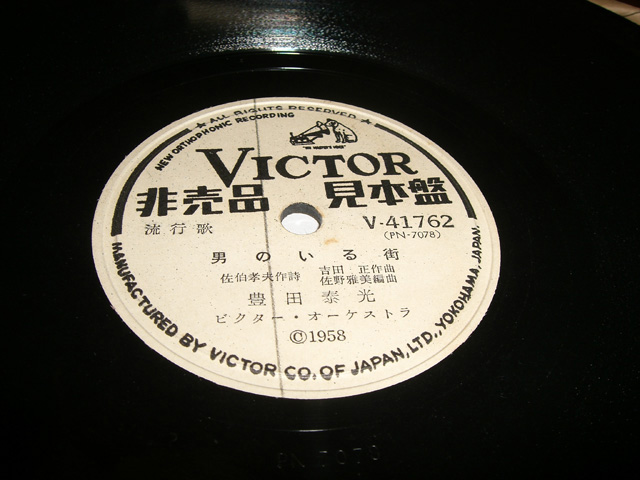 ★ ALL RIGHTS RESERVED ★
NEW ORTHOPHONIC RECORDING
"HIS MASTER'S VOICE"
VICTOR
非売品 見本盤
V-41762
(PN-7078)
流行歌
男のいる街
佐伯孝夫作詩 吉田 正作曲
佐野雅美編曲
豊田泰光
ビクター・オーケストラ
©1958
MANUFACTURED BY VICTOR CO. OF JAPAN, LTD., YOKOHAMA, JAPAN.
PN-7078